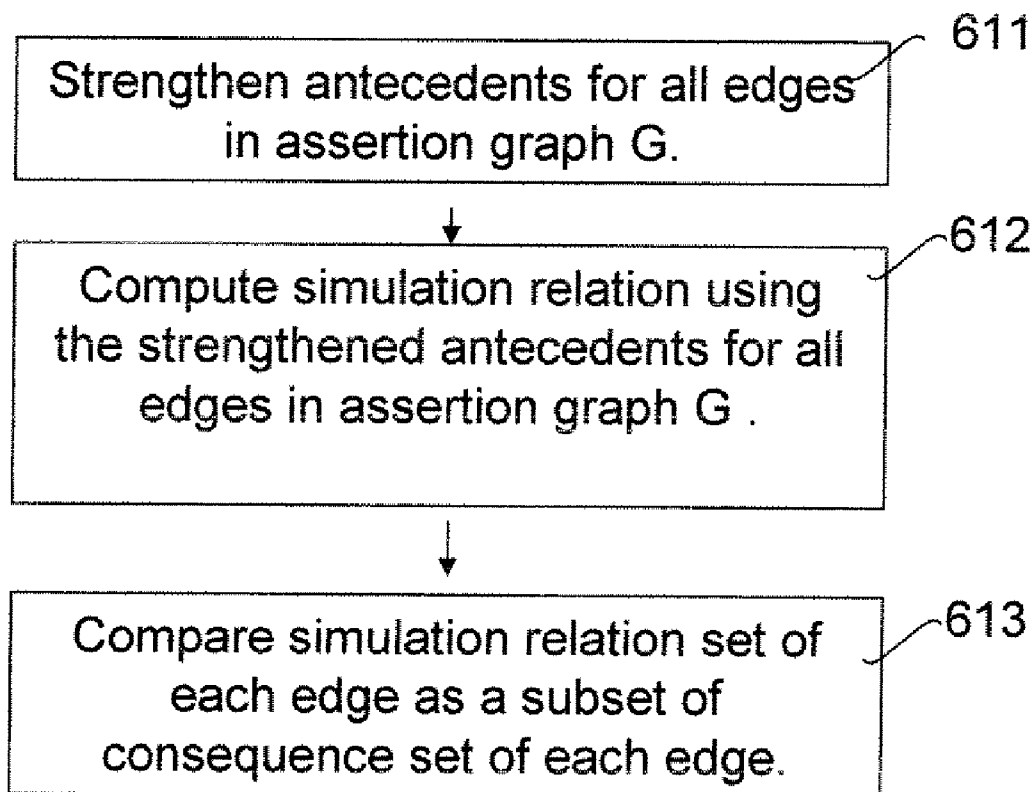 611
Strengthen antecedents for all edges
in assertion graph G.
612
Compute simulation relation using
the strengthened antecedents for all
edges in assertion graph G .
613
Compare simulation relation set of
each edge as a subset of
consequence set of each edge.